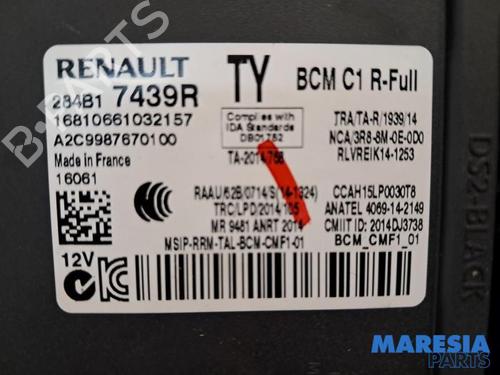 RENAULT
TY
BCM C1 R-Full
284B1 7439R
16810661032157
A2C9987670100
Made in France
16061
Complies with
IDA Standards
DB01752
TA-2014/768
TRA/TA-R/1939/14
NCA/3R8-8M-0E-0D0
RLVREIK14-1253
RAAU/62B/0714/S(14-1324)
TRC/LPD/2014/105
MR 9481 ANRT 2014
MSIP-RRM-TAL-BCM-CMF1-01
CCAH15LP0030T8
ANATEL 4069-14-2149
CMIIT ID: 2014DJ3738
BCM_CMF1_01
12V
DS2-BLACK
B-PARTS
MARESIA
PARTS